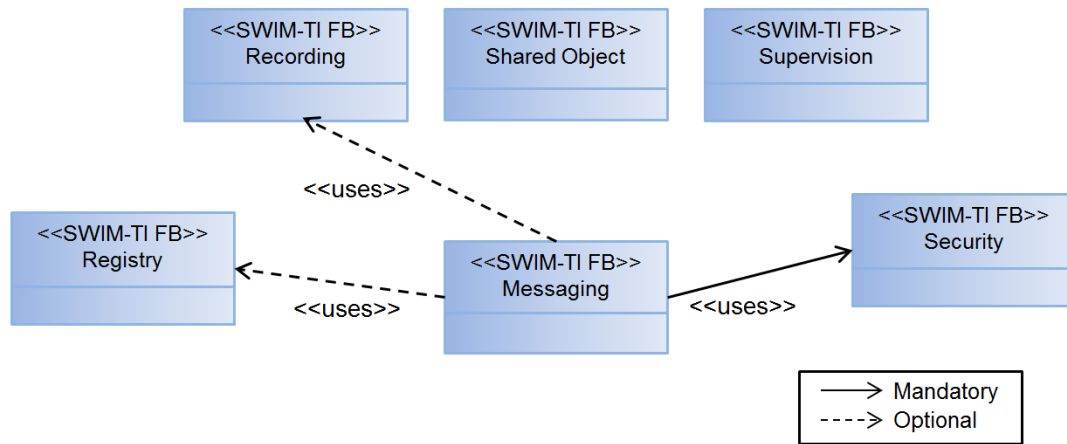 <<SWIM-TI FB>>
Recording
<<SWIM-TI FB>>
Shared Object
<<SWIM-TI FB>>
Supervision
<<uses>>
<<SWIM-TI FB>>
Registry
<<uses>>
<<SWIM-TI FB>>
Messaging
<<uses>>
<<SWIM-TI FB>>
Security
Mandatory
Optional